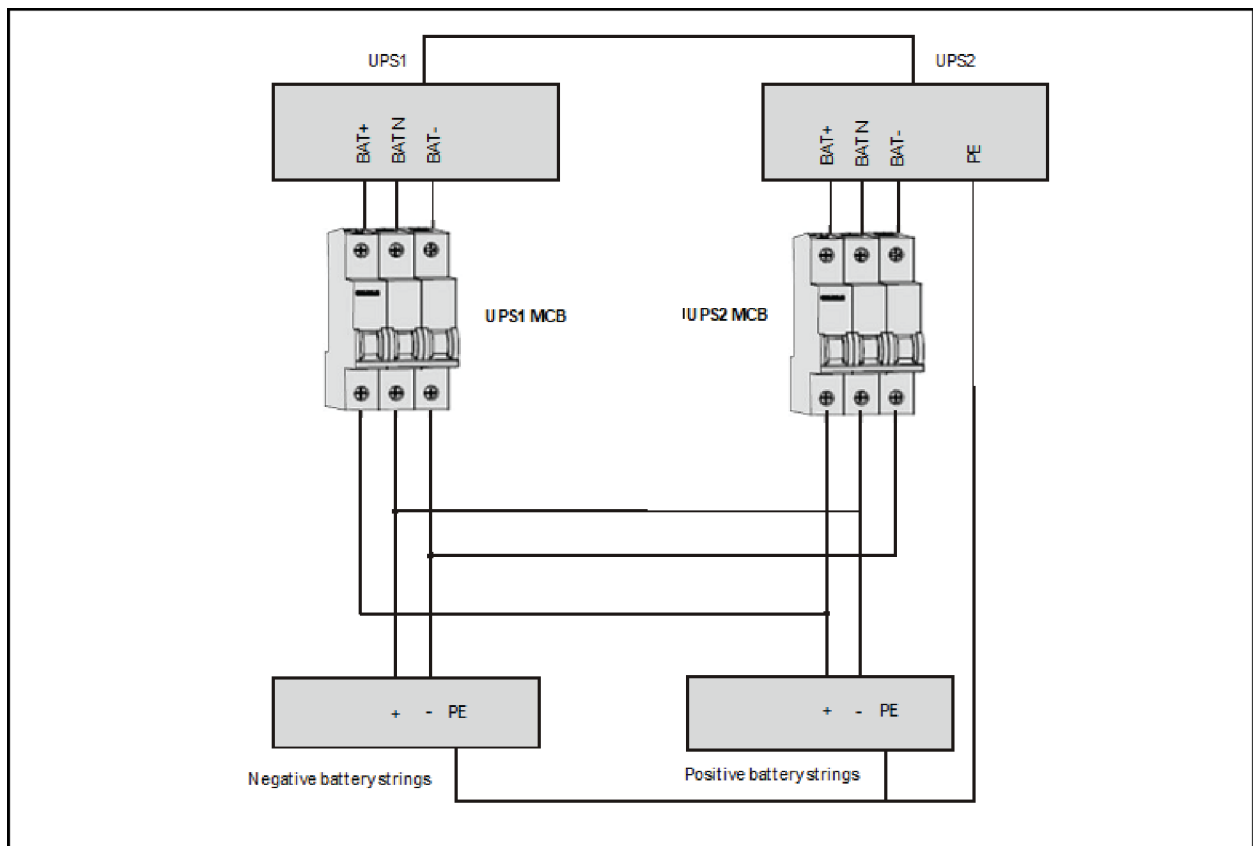 UPS1
UPS2
BAT+
BAT N
BAT-
BAT+
BAT N
BAT-
PE
UPS1 MCB
UPS2 MCB
+ - PE
+ - PE
Negative battery strings
Positive battery strings